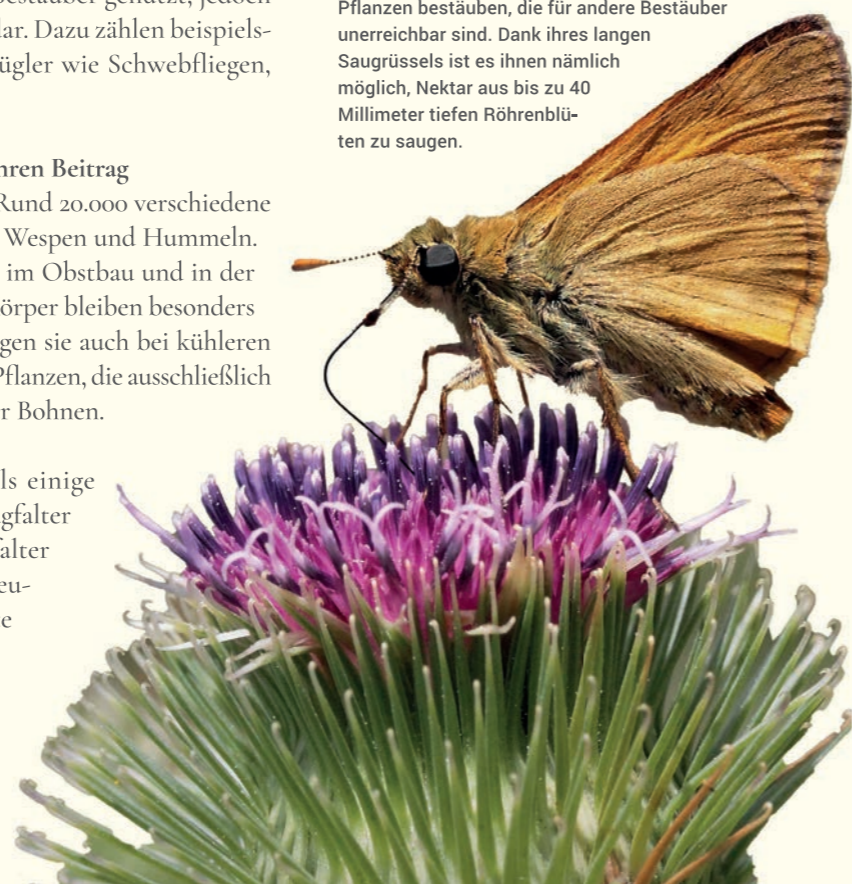 genutzt, jedoch
dar. Dazu zählen beispiels-
ügler wie Schwebfliegen,
hren Beitrag
Rund 20.000 verschiedene
Wespen und Hummeln.
im Obstbau und in der
örper bleiben besonders
gen sie auch bei kühleren
Pflanzen, die ausschließlich
r Bohnen.
ls einige
gfalter
falter
eu-
e
Pflanzen bestäuben, die für andere Bestäuber
unerreichbar sind. Dank ihres langen
Saugrüssels ist es ihnen nämlich
möglich, Nektar aus bis zu 40
Millimeter tiefen Röhrenblü-
ten zu saugen.